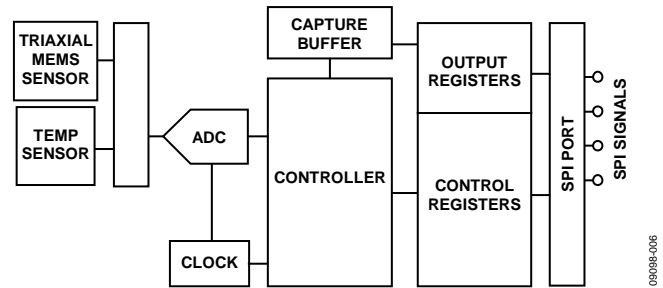 TRIAXIAL
MEMS
SENSOR
TEMP
SENSOR
ADC
CLOCK
CAPTURE
BUFFER
CONTROLLER
OUTPUT
REGISTERS
CONTROL
REGISTERS
SPI PORT
SPI SIGNALS
09098-006